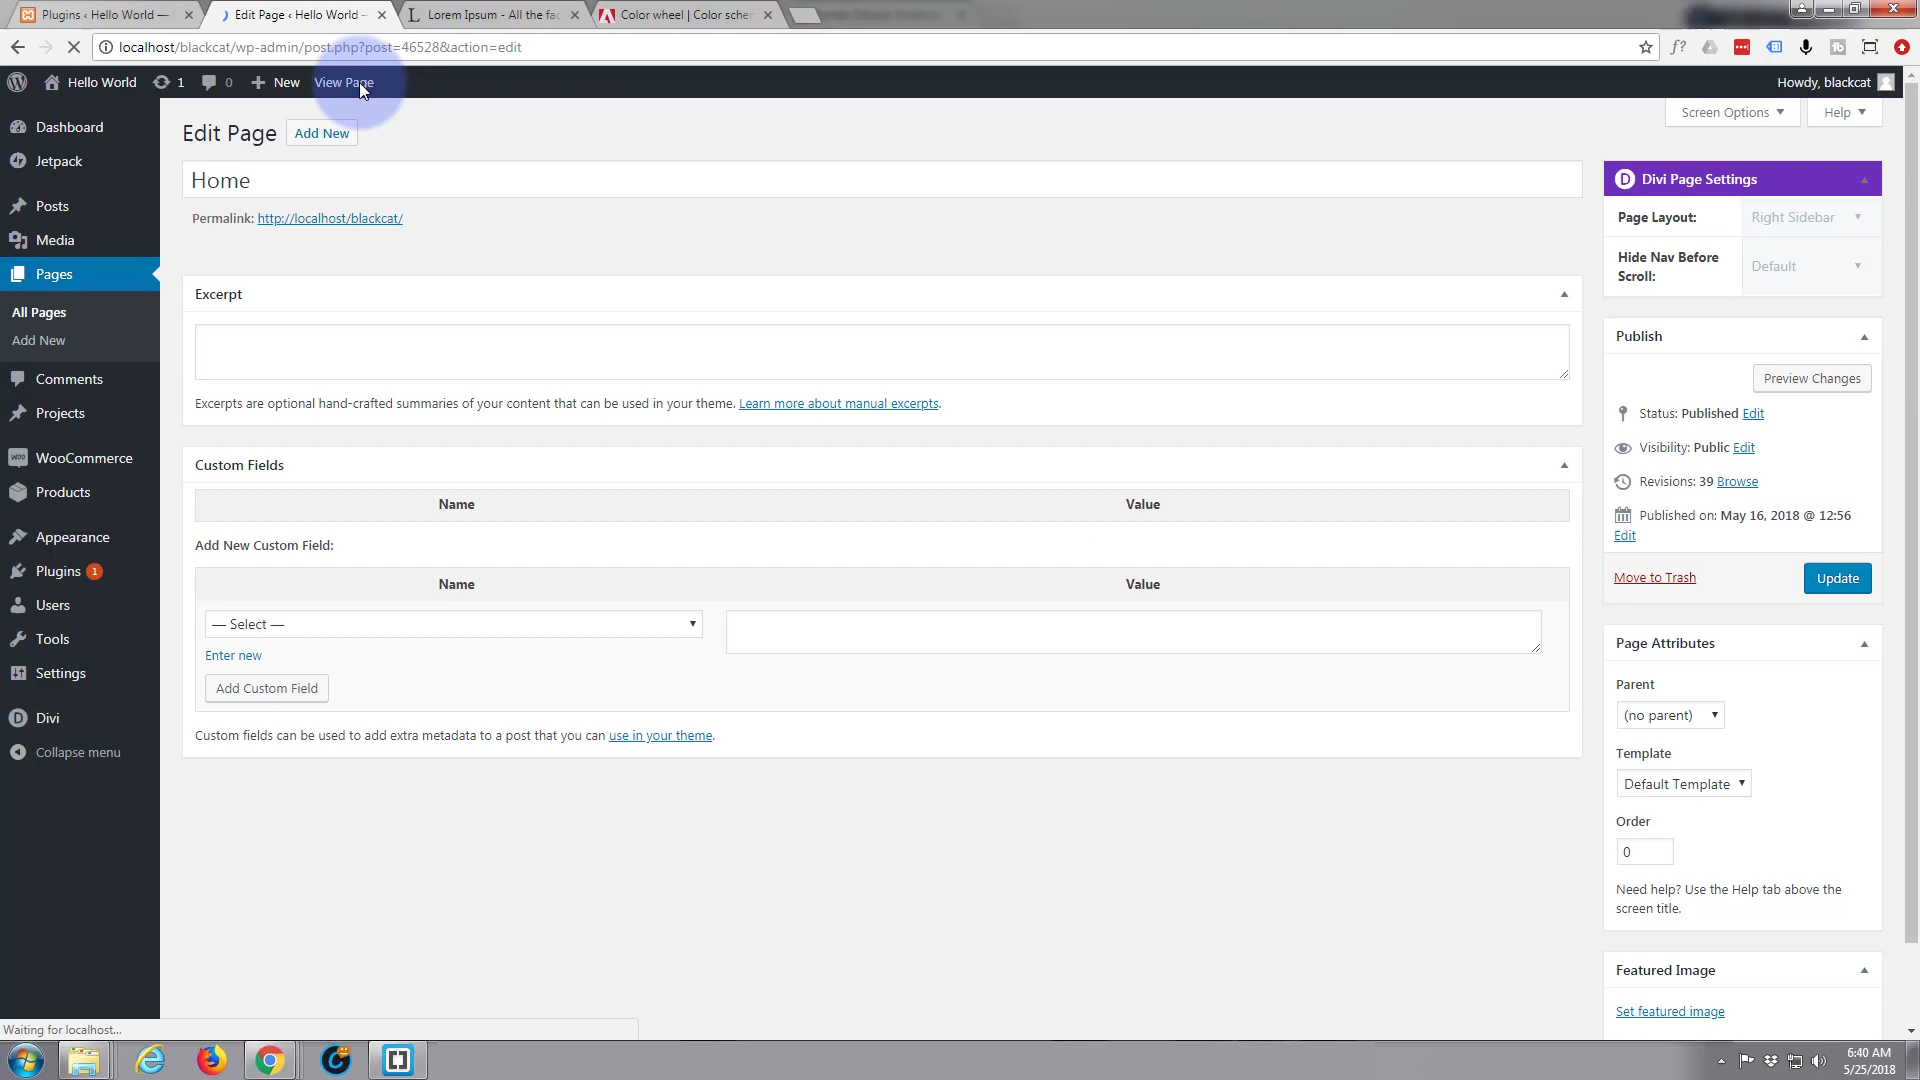 Plugins ‹ Hello World —
Edit Page ‹ Hello World –
Lorem Ipsum - All the fac
Color wheel | Color schem
localhost/blackcat/wp-admin/post.php?post=46528&action=edit
Hello World
1
0
New
View Page
Howdy, blackcat
Dashboard
Jetpack
Posts
Media
Pages
All Pages
Add New
Comments
Projects
WooCommerce
Products
Appearance
Plugins 1
Users
Tools
Settings
Divi
Collapse menu
Screen Options
Help
Edit Page
Add New
Home
Permalink: http://localhost/blackcat/
Excerpt
Excerpts are optional hand-crafted summaries of your content that can be used in your theme. Learn more about manual excerpts.
Custom Fields
Name
Value
Add New Custom Field:
Name
Value
— Select —
Enter new
Add Custom Field
Custom fields can be used to add extra metadata to a post that you can use in your theme.
Divi Page Settings
Page Layout:
Right Sidebar
Hide Nav Before
Scroll:
Default
Publish
Preview Changes
Status: Published Edit
Visibility: Public Edit
Revisions: 39 Browse
Published on: May 16, 2018 @ 12:56
Edit
Move to Trash
Update
Page Attributes
Parent
(no parent)
Template
Default Template
Order
0
Need help? Use the Help tab above the
screen title.
Featured Image
Set featured image
Waiting for localhost...
6:40 AM
5/25/2018